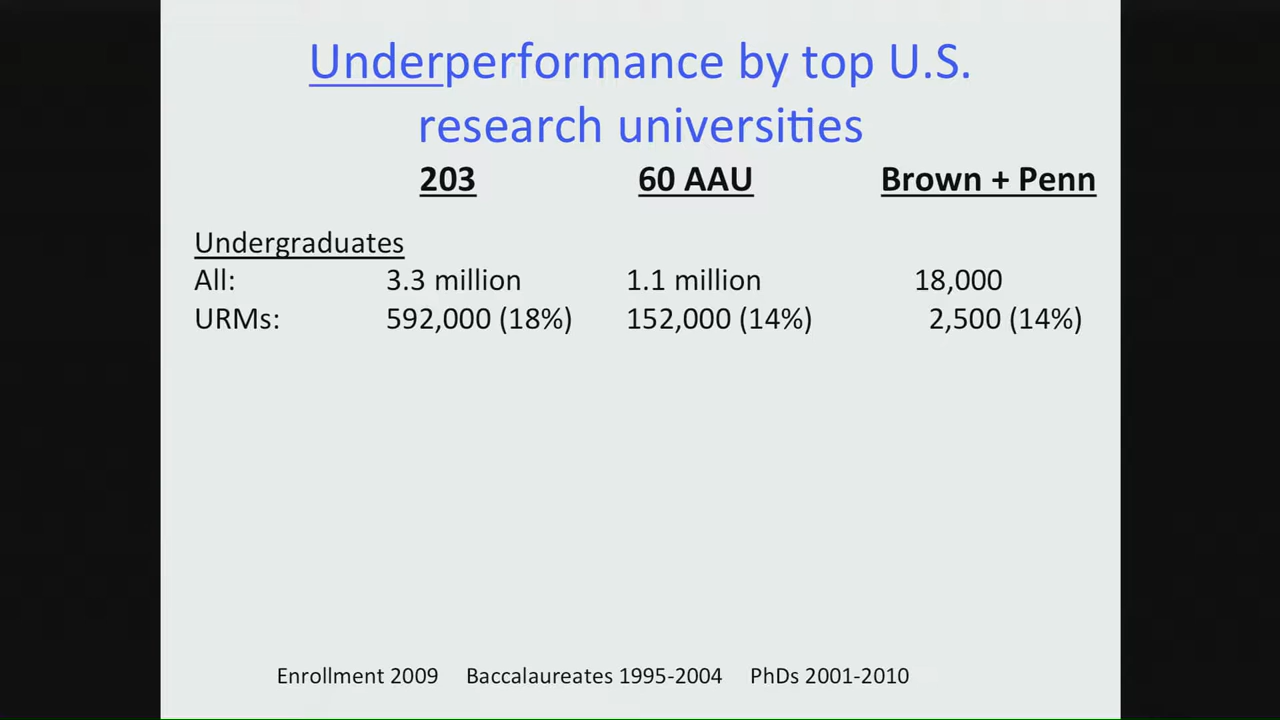 Underperformance by top U.S.
research universities
203 60 AAU Brown + Penn
Undergraduates
All: 3.3 million 1.1 million 18,000
URMs: 592,000 (18%) 152,000 (14%) 2,500 (14%)
Enrollment 2009 Baccalaureates 1995-2004 PhDs 2001-2010